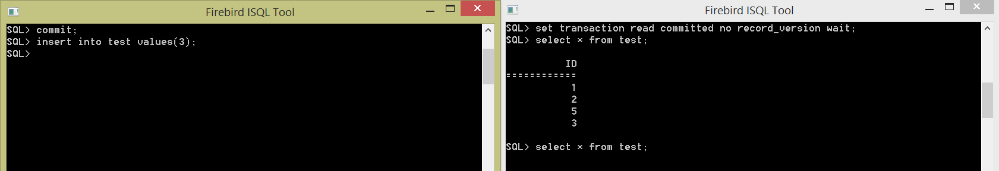 Firebird ISQL Tool
SQL> commit;
SQL> insert into test values(3);
SQL>
Firebird ISQL Tool
SQL> set transaction read committed no record_version wait;
SQL> select * from test;
ID
============
1
2
5
3
SQL> select * from test;